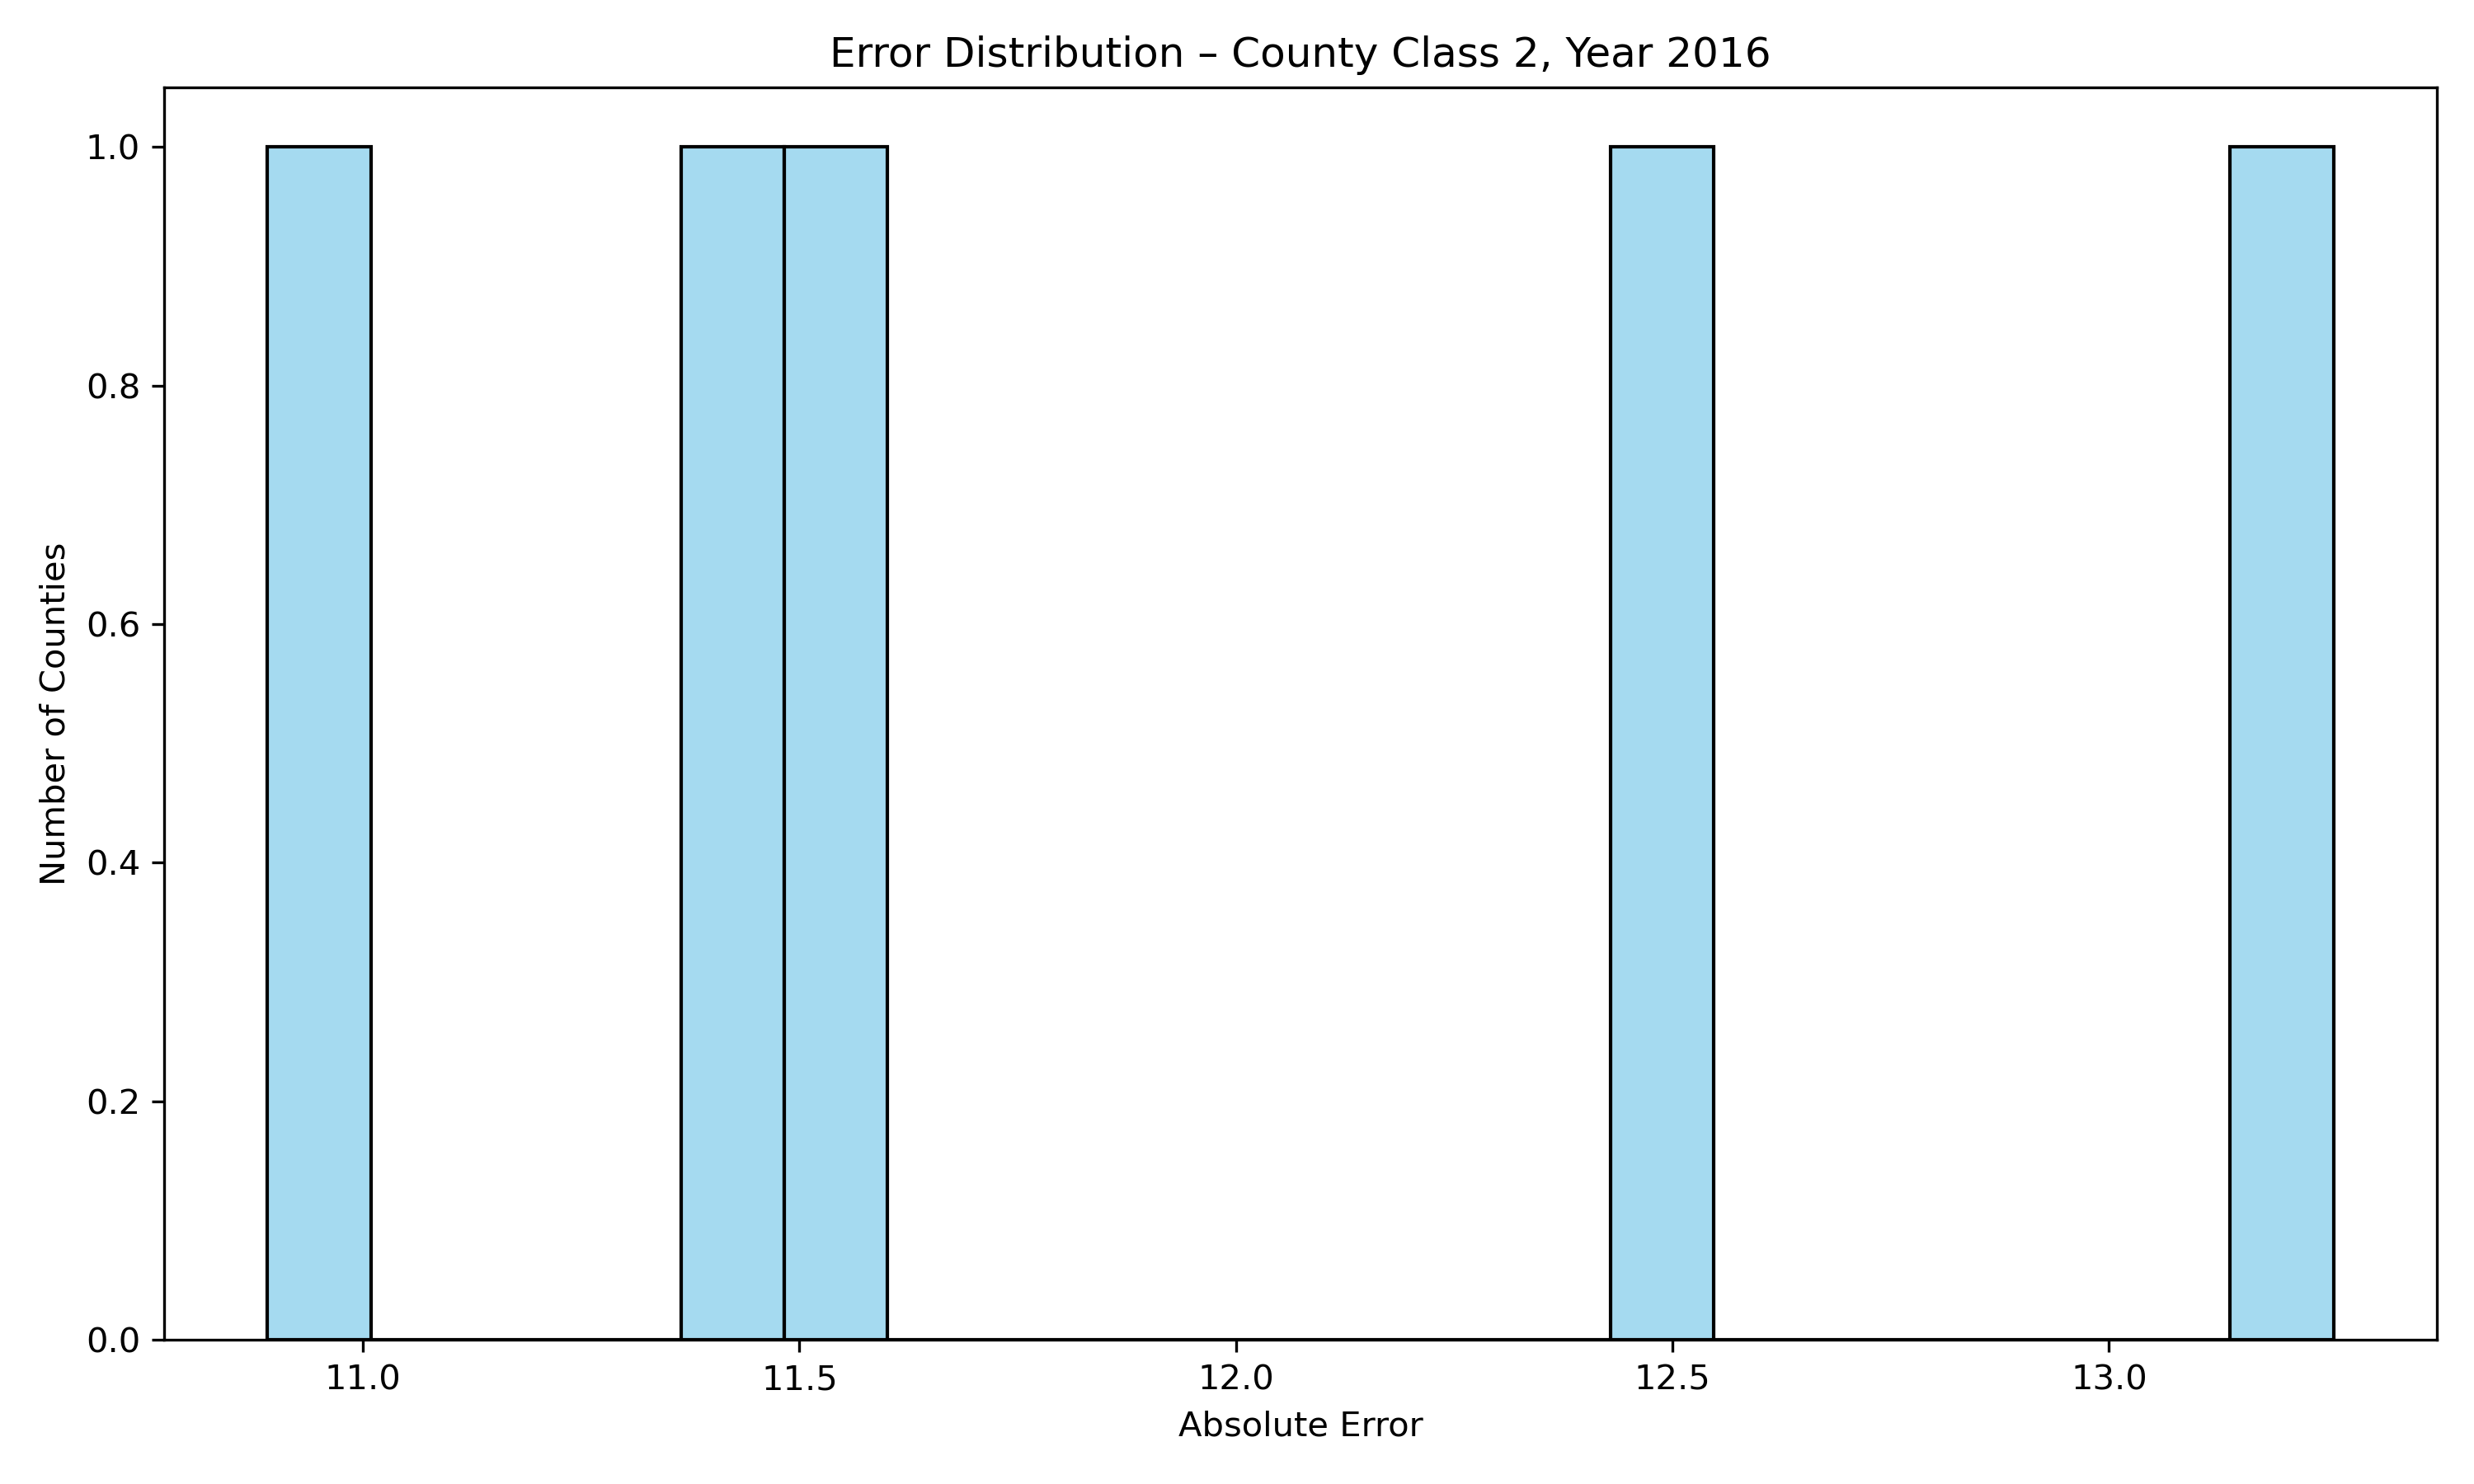 Error Distribution – County Class 2, Year 2016
1.0
0.8
0.6
0.4
0.2
0.0
Number of Counties
11.0 11.5 12.0 12.5 13.0
Absolute Error